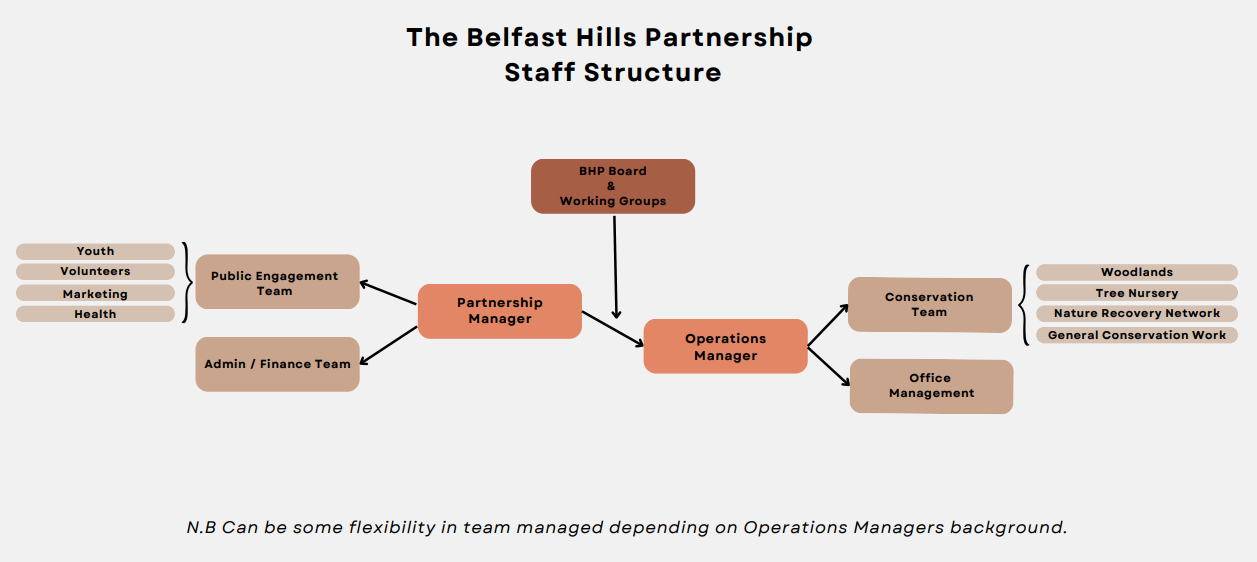 The Belfast Hills Partnership
Staff Structure
BHP Board
&
Working Groups
Youth
Volunteers
Marketing
Health
Public Engagement
Team
Admin / Finance Team
Partnership
Manager
Operations
Manager
Conservation
Team
Office
Management
Woodlands
Tree Nursery
Nature Recovery Network
General Conservation Work
N.B Can be some flexibility in team managed depending on Operations Managers background.